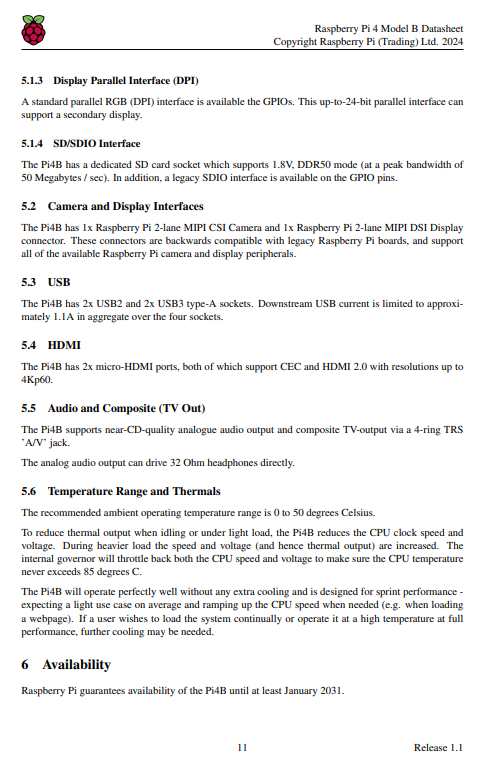 Raspberry Pi 4 Model B Datasheet
Copyright Raspberry Pi (Trading) Ltd. 2024
5.1.3 Display Parallel Interface (DPI)
A standard parallel RGB (DPI) interface is available the GPIOs. This up-to-24-bit parallel interface can
support a secondary display.
5.1.4 SD/SDIO Interface
The Pi4B has a dedicated SD card socket which supports 1.8V, DDR50 mode (at a peak bandwidth of
50 Megabytes / sec). In addition, a legacy SDIO interface is available on the GPIO pins.
5.2 Camera and Display Interfaces
The Pi4B has 1x Raspberry Pi 2-lane MIPI CSI Camera and 1x Raspberry Pi 2-lane MIPI DSI Display
connector. These connectors are backwards compatible with legacy Raspberry Pi boards, and support
all of the available Raspberry Pi camera and display peripherals.
5.3 USB
The Pi4B has 2x USB2 and 2x USB3 type-A sockets. Downstream USB current is limited to approxi-
mately 1.1A in aggregate over the four sockets.
5.4 HDMI
The Pi4B has 2x micro-HDMI ports, both of which support CEC and HDMI 2.0 with resolutions up to
4Kp60.
5.5 Audio and Composite (TV Out)
The Pi4B supports near-CD-quality analogue audio output and composite TV-output via a 4-ring TRS
'A/V' jack.
The analog audio output can drive 32 Ohm headphones directly.
5.6 Temperature Range and Thermals
The recommended ambient operating temperature range is 0 to 50 degrees Celsius.
To reduce thermal output when idling or under light load, the Pi4B reduces the CPU clock speed and
voltage. During heavier load the speed and voltage (and hence thermal output) are increased. The
internal governor will throttle back both the CPU speed and voltage to make sure the CPU temperature
never exceeds 85 degrees C.
The Pi4B will operate perfectly well without any extra cooling and is designed for sprint performance -
expecting a light use case on average and ramping up the CPU speed when needed (e.g. when loading
a webpage). If a user wishes to load the system continually or operate it at a high temperature at full
performance, further cooling may be needed.
6 Availability
Raspberry Pi guarantees availability of the Pi4B until at least January 2031.
11
Release 1.1